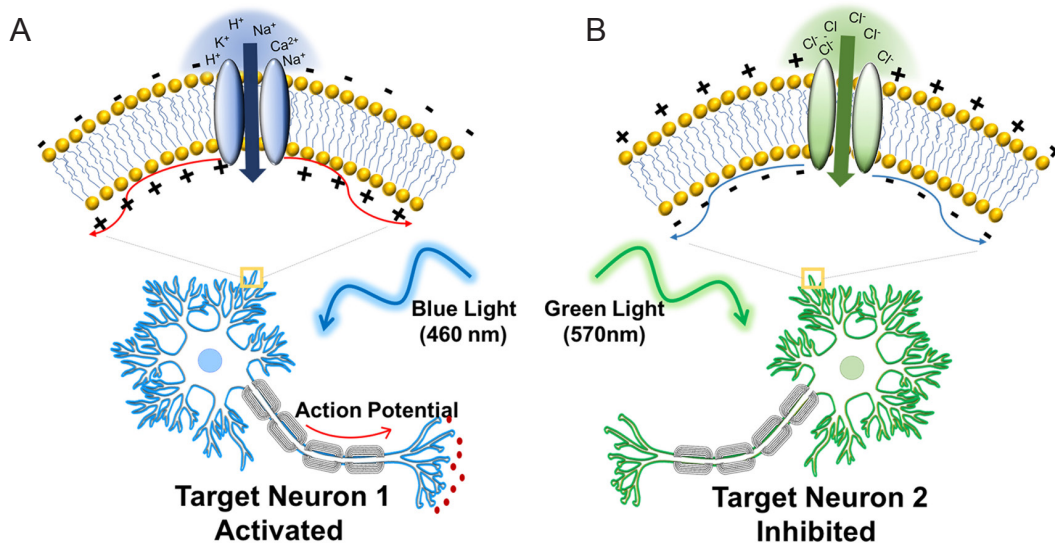 A
H⁺
H⁺
K⁺
Na⁺
Ca²⁺
H⁺
Na⁺
B
Cl⁻
Cl
Cl⁻
Cl⁻
Cl⁻
Cl⁻
Blue Light
(460 nm)
Green Light
(570nm)
Action Potential
Target Neuron 1
Activated
Target Neuron 2
Inhibited